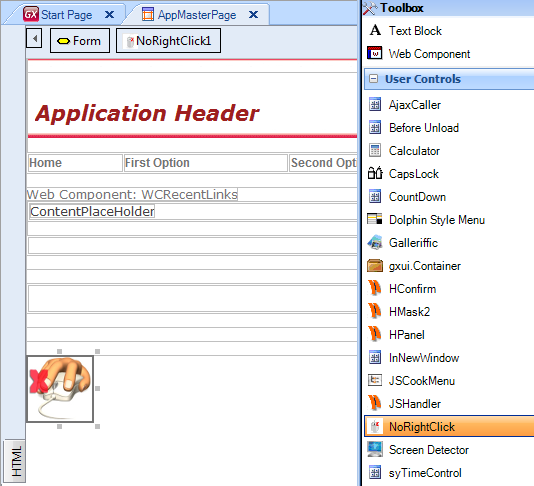 GX Start Page
AppMasterPage
Form
NoRightClick1
Application Header
Home
First Option
Second Opt
Web Component: WCRecentLinks
ContentPlaceHolder
HTML
Toolbox
A Text Block
Web Component
User Controls
AjaxCaller
Before Unload
Calculator
CapsLock
CountDown
Dolphin Style Menu
Galleriffic
gxui.Container
HConfirm
HMask2
HPanel
InNewWindow
JSCookMenu
JSHandler
NoRightClick
Screen Detector
syTimeControl